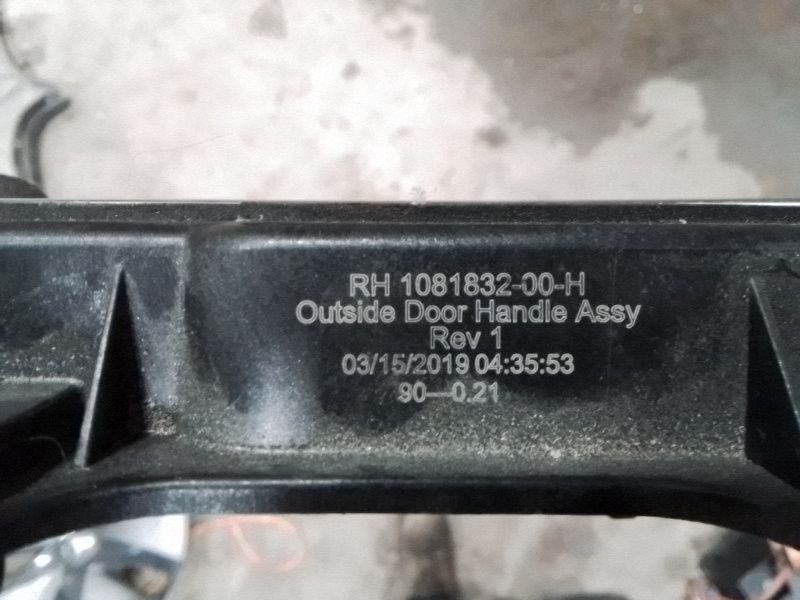 RH 1081832-00-H
Outside Door Handle Assy
Rev 1
03/15/2019 04:35:53
90—0.21